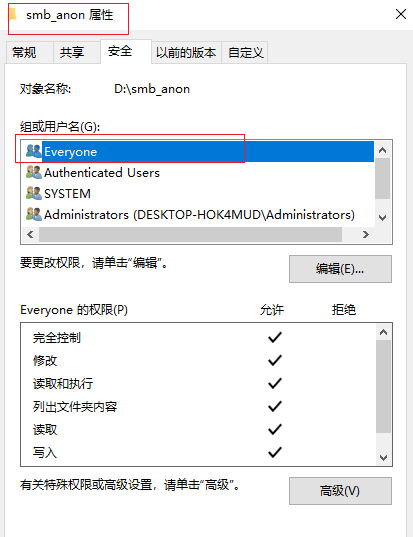 smb_anon 属性
常规 共享 安全 以前的版本 自定义
对象名称: D:\smb_anon
组或用户名(G):
Everyone
Authenticated Users
SYSTEM
Administrators (DESKTOP-HOK4MUD\Administrators)
要更改权限，请单击"编辑"。
编辑(E)...
Everyone 的权限(P) 允许 拒绝
完全控制
修改
读取和执行
列出文件夹内容
读取
写入
有关特殊权限或高级设置，请单击"高级"。
高级(V)